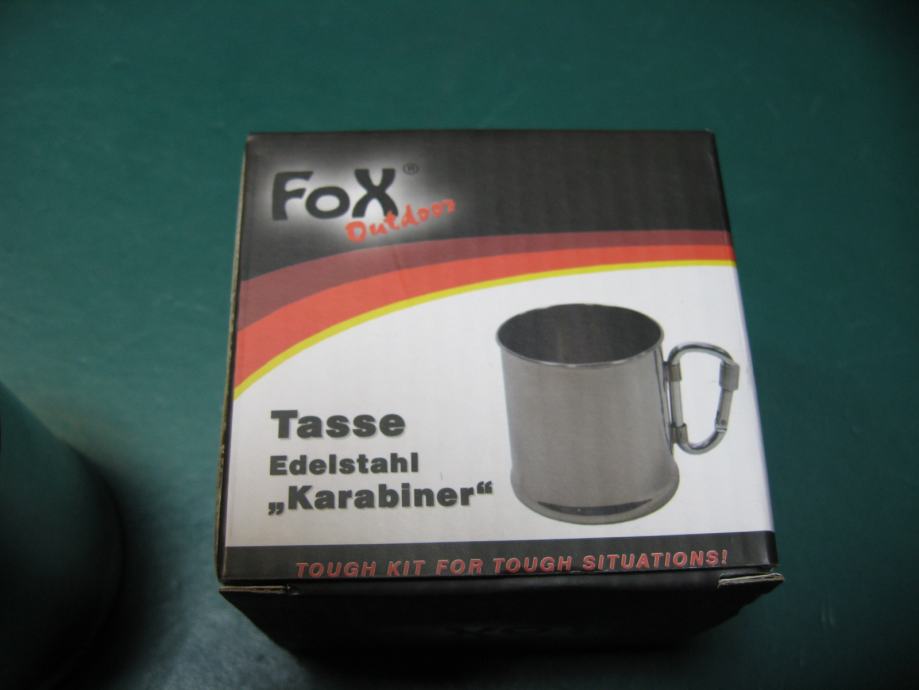 FoX®
Outdoor
Tasse
Edelstahl
„Karabiner“
TOUGH KIT FOR TOUGH SITUATIONS!